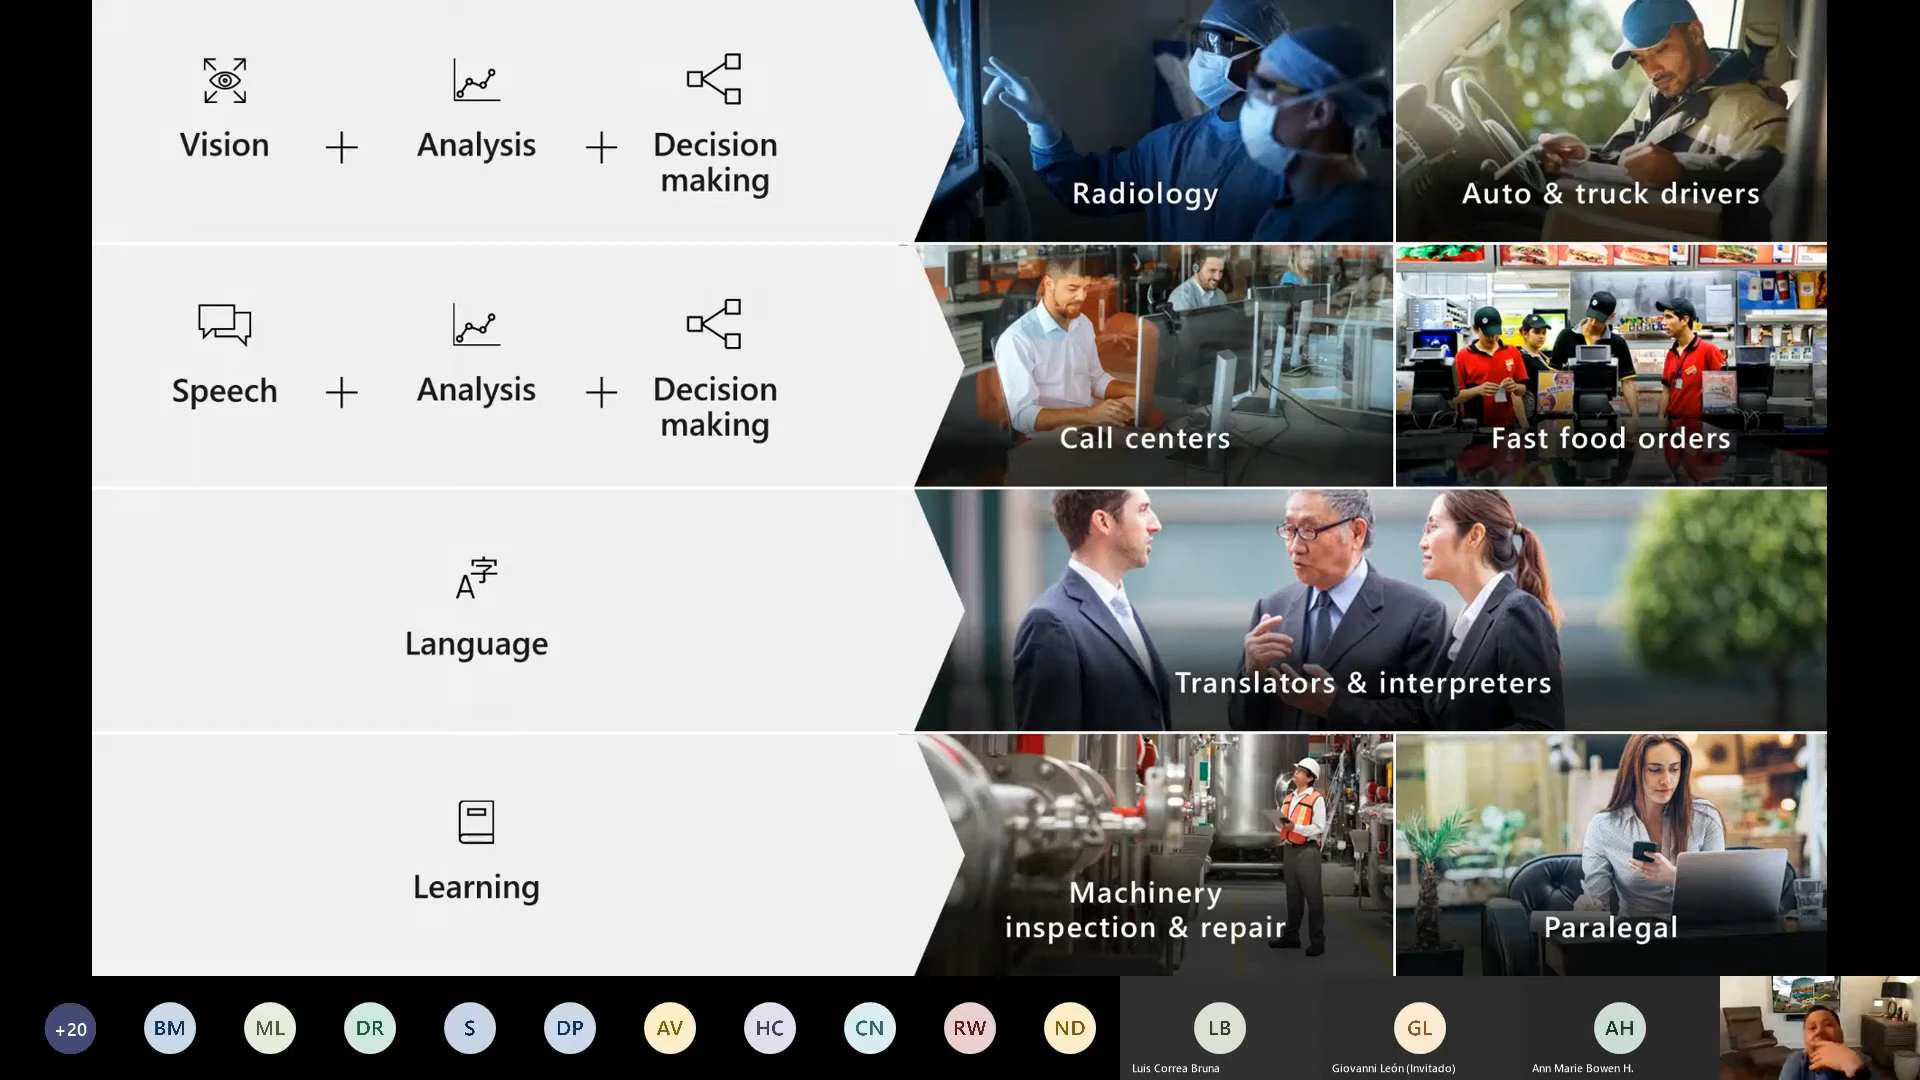 Vision + Analysis + Decision
making
Radiology
Auto & truck drivers
Speech + Analysis + Decision
making
Call centers
Fast food orders
A字
Language
Translators & interpreters
Learning
Machinery
inspection & repair
Paralegal
+20
BM
ML
DR
S
DP
AV
HC
CN
RW
ND
LB
Luis Correa Bruna
GL
Giovanni León (Invitado)
AH
Ann Marie Bowen H.